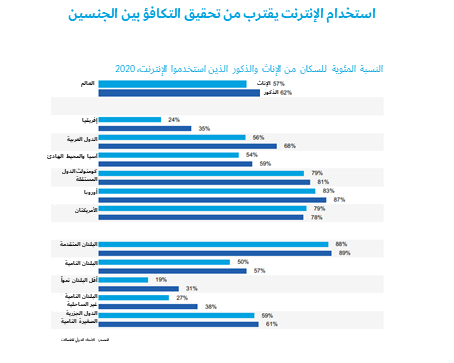 استخدام الإنترنت يقترب من تحقيق التكافؤ بين الجنسين
النسبة المئوية للسكان من الإناث والذكور الذين استخدموا الإنترنت، 2020
العالم
الإناث 57%
الذكور 62%
إفريقيا
24%
35%
الدول العربية
56%
68%
آسيا والمحيط الهادئ
54%
59%
كومنولث الدول
المستقلة
79%
81%
أوروبا
83%
87%
الأمريكتان
79%
78%
البلدان المتقدمة
88%
89%
البلدان النامية
50%
57%
أقل البلدان نمواً
19%
31%
البلدان النامية
غير الساحلية
27%
38%
الدول الجزرية
الصغيرة النامية
59%
61%